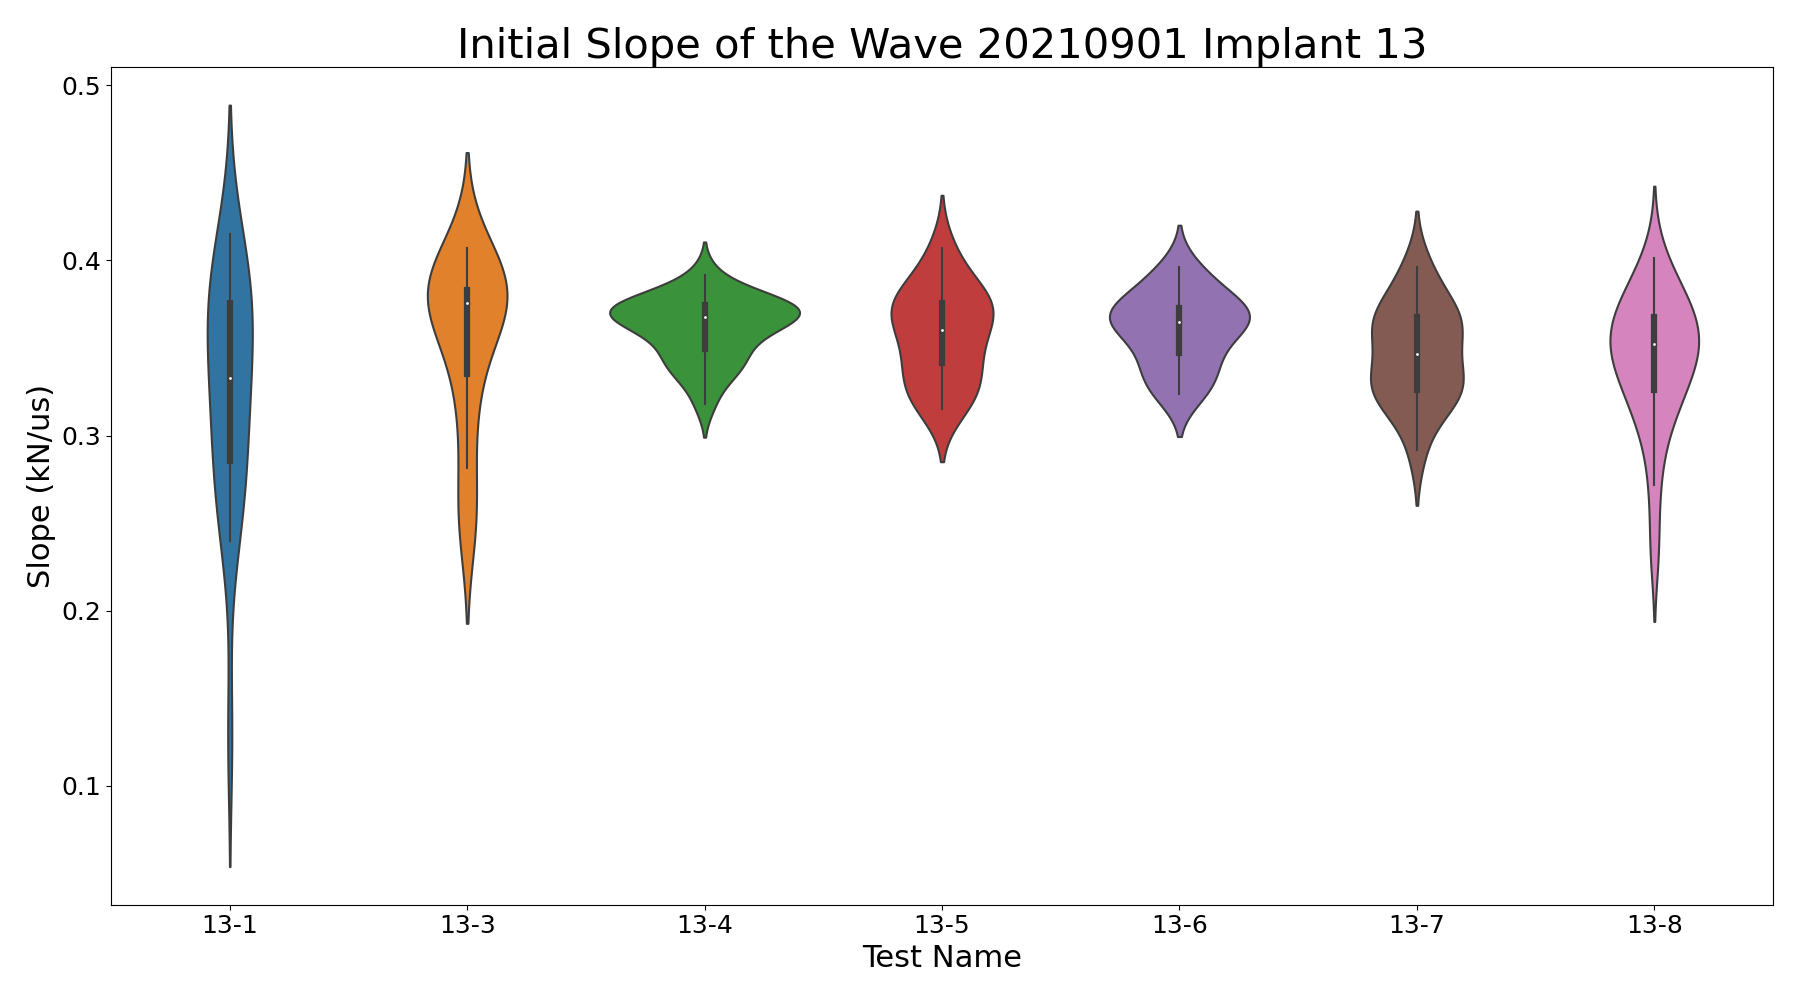 Initial Slope of the Wave 20210901 Implant 13
0.5
0.4
0.3
0.2
0.1
Slope (kN/us)
13-1 13-3 13-4 13-5 13-6 13-7 13-8
Test Name